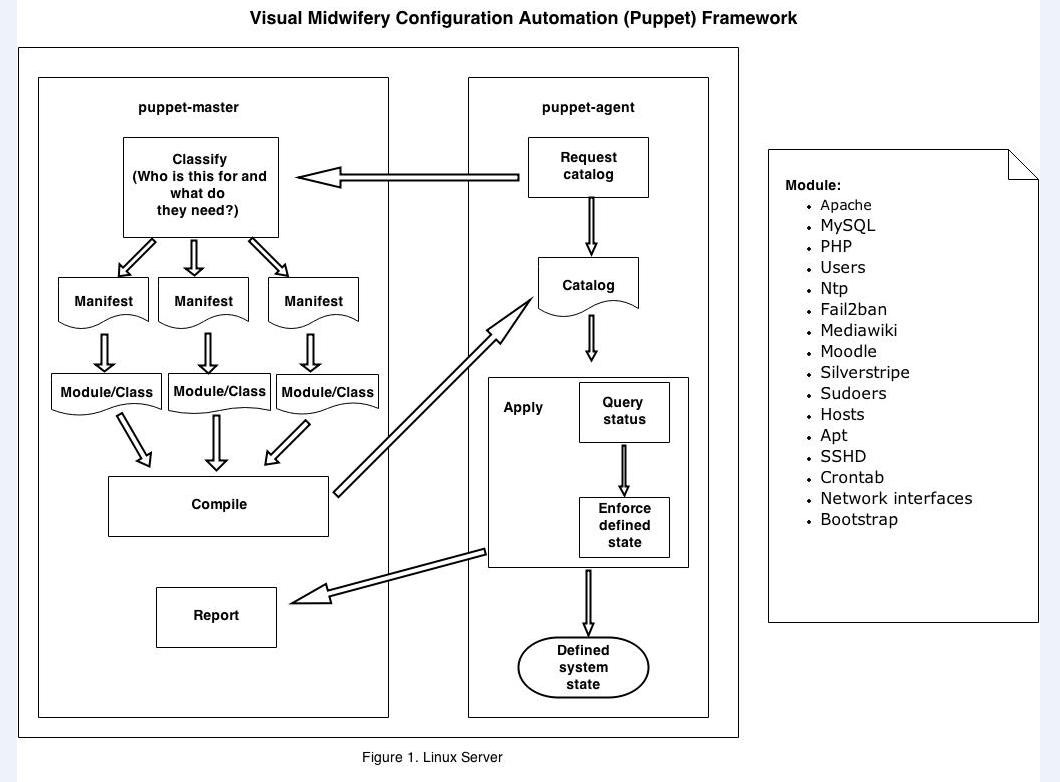 Visual Midwifery Configuration Automation (Puppet) Framework
puppet-master
Classify
(Who is this for and
what do
they need?)
Manifest
Manifest
Manifest
Module/Class
Module/Class
Module/Class
Compile
Report
puppet-agent
Request
catalog
Catalog
Apply
Query
status
Enforce
defined
state
Defined
system
state
Module:
• Apache
• MySQL
• PHP
• Users
• Ntp
• Fail2ban
• Mediawiki
• Moodle
• Silverstripe
• Sudoers
• Hosts
• Apt
• SSHD
• Crontab
• Network interfaces
• Bootstrap
Figure 1. Linux Server